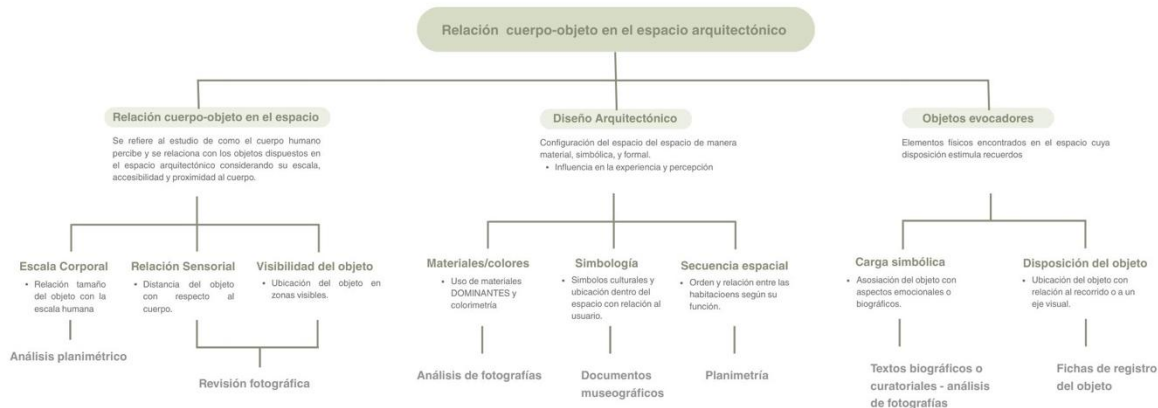 Relación cuerpo-objeto en el espacio arquitectónico
Relación cuerpo-objeto en el espacio
Se refiere al estudio de como el cuerpo humano
percibe y se relaciona con los objetos dispuestos en
el espacio arquitectónico considerando su escala,
accesibilidad y proximidad al cuerpo.
Diseño Arquitectónico
Configuración del espacio del espacio de manera
material, simbólica, y formal.
• Influencia en la experiencia y percepción
Objetos evocadores
Elementos físicos encontrados en el espacio cuya
disposición estimula recuerdos
Escala Corporal
• Relación tamaño
del objeto con la
escala humana
Relación Sensorial
• Distancia del objeto
con respecto al
cuerpo.
Visibilidad del objeto
• Ubicación del objeto en
zonas visibles.
Materiales/colores
• Uso de materiales
DOMINANTES y
colorimetría
Simbología
• Simbolos culturales y
ubicación dentro del
espacio con relación al
usuario.
Secuencia espacial
• Orden y relación entre las
habitacioens según su
función.
Carga simbólica
• Asosiación del objeto con
aspectos emocionales o
biográficos.
Disposición del objeto
• Ubicación del objeto con
relación al recorrido o a un
eje visual.
Análisis planimétrico
Revisión fotográfica
Análisis de fotografías
Documentos
museográficos
Planimetría
Textos biográficos o
curatoriales - análisis
de fotografías
Fichas de registro
del objeto